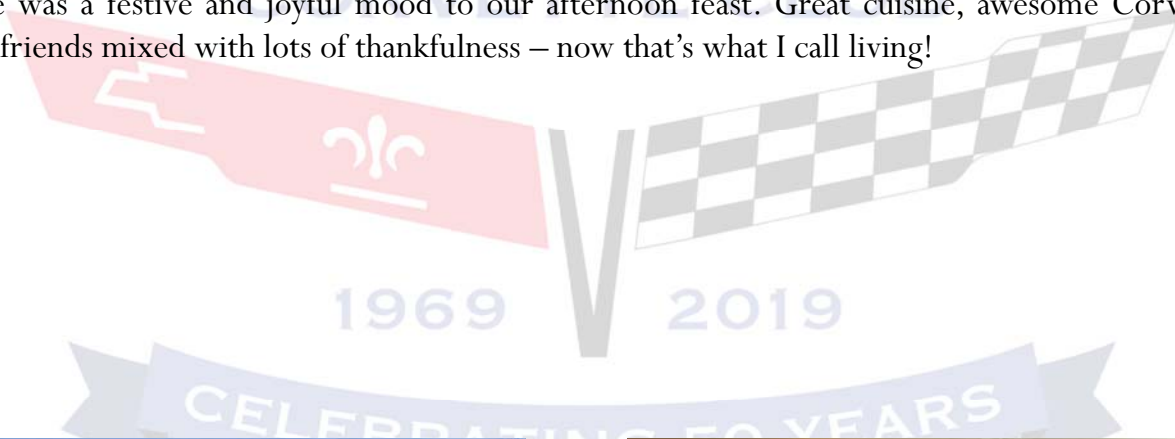 was a festive and joyful mood to our afternoon feast. Great cuisine, awesome
friends mixed with lots of thankfulness – now that's what I call living!
1969 2019
CELEBRATING 50 YEARS